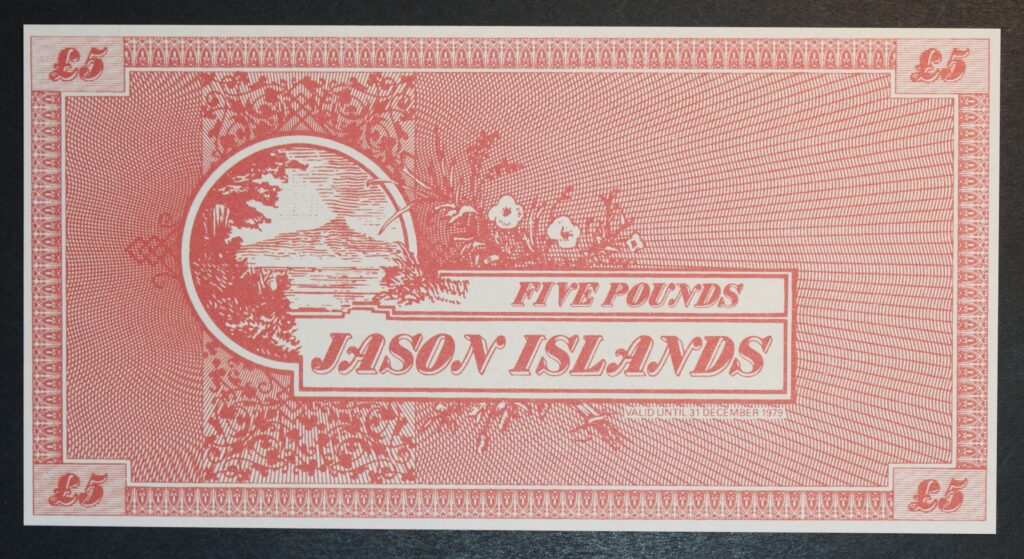 £5 £5
FIVE POUNDS
JASON ISLANDS
VALID UNTIL 31 DECEMBER 1979
£5 £5